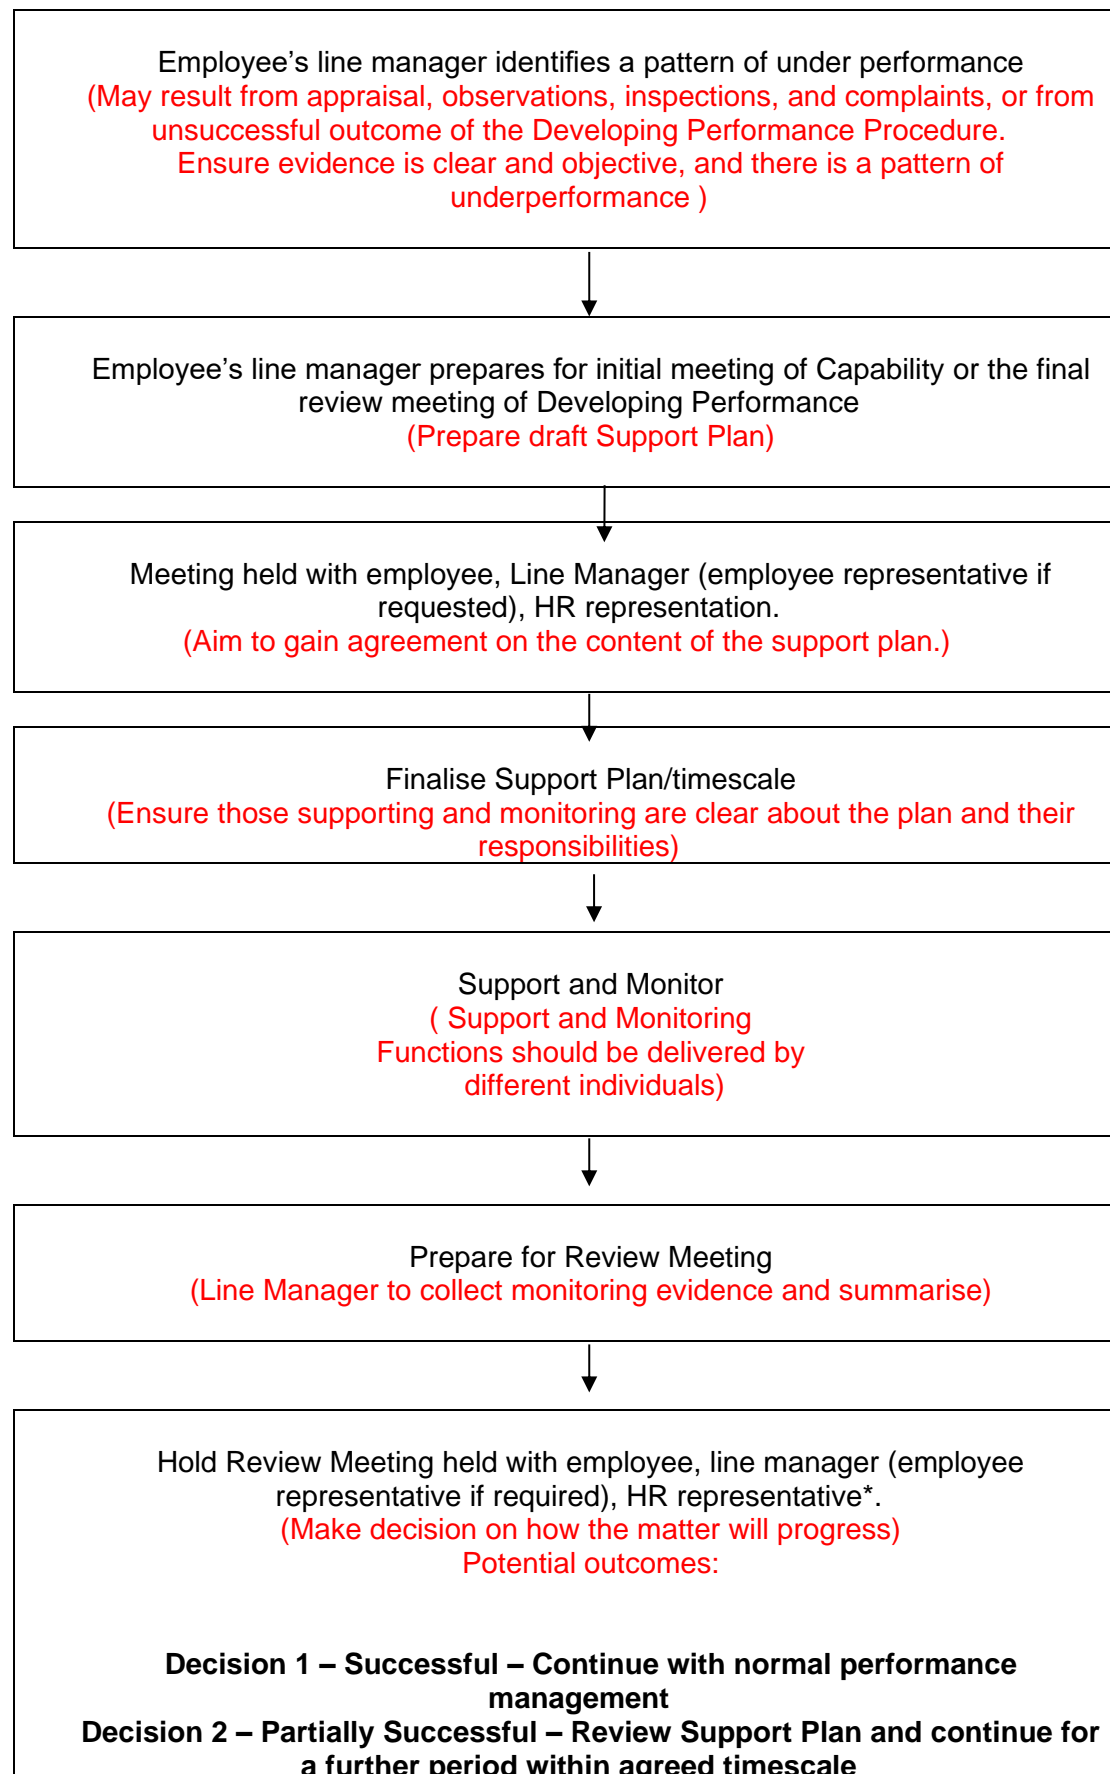 Employee’s line manager identifies a pattern of under performance
(May result from appraisal, observations, inspections, and complaints, or from
unsuccessful outcome of the Developing Performance Procedure.
Ensure evidence is clear and objective, and there is a pattern of
underperformance )
Employee’s line manager prepares for initial meeting of Capability or the final
review meeting of Developing Performance
(Prepare draft Support Plan)
Meeting held with employee, Line Manager (employee representative if
requested), HR representation.
(Aim to gain agreement on the content of the support plan.)
Finalise Support Plan/timescale
(Ensure those supporting and monitoring are clear about the plan and their
responsibilities)
Support and Monitor
( Support and Monitoring
Functions should be delivered by
different individuals)
Prepare for Review Meeting
(Line Manager to collect monitoring evidence and summarise)
Hold Review Meeting held with employee, line manager (employee
representative if required), HR representative*.
(Make decision on how the matter will progress)
Potential outcomes:
Decision 1 – Successful – Continue with normal performance
management
Decision 2 – Partially Successful – Review Support Plan and continue for
a further period within agreed timescale